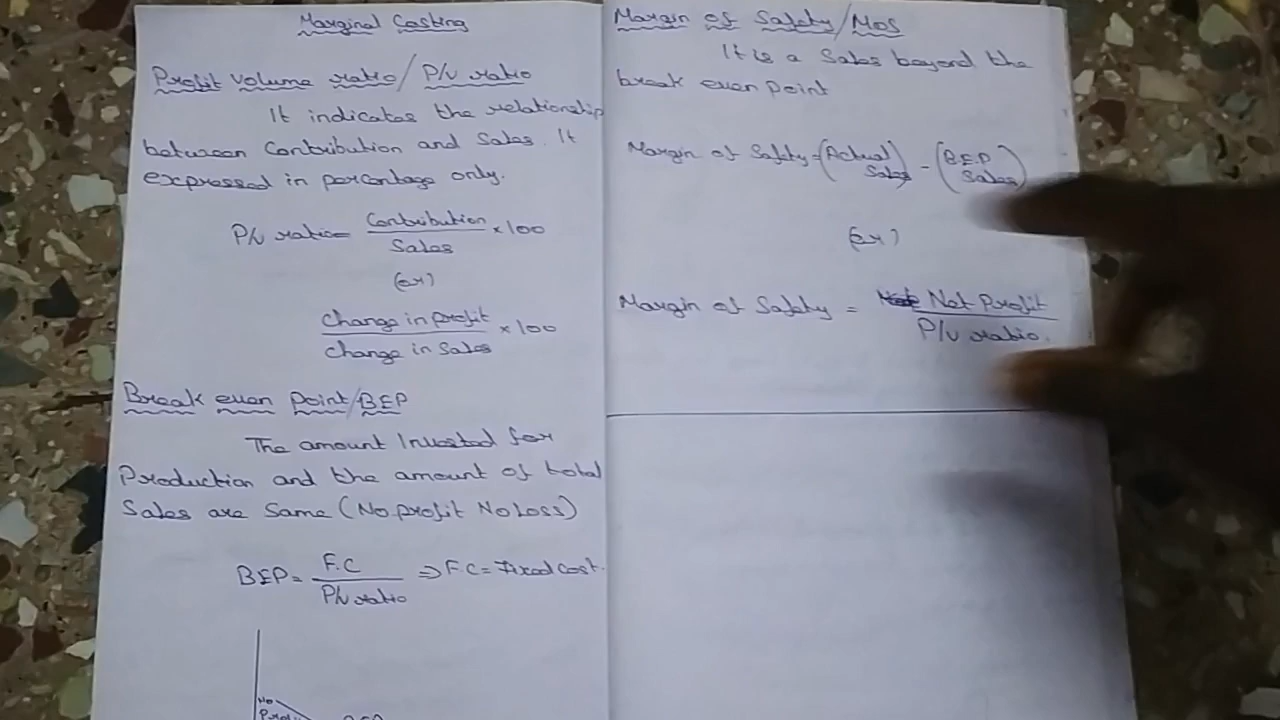 Marginal Costing
Profit volume ratio/P/V ratio
It indicates the relationship
between Contribution and Sales. It
expressed in percentage only.
P/V ratio = Contribution/Sales × 100
(or)
Change in profit/Change in Sales × 100
Break even Point/BEP
The amount Invested for
Production and the amount of total
Sales are Same (No profit No Loss)
BEP = F.C/P/V ratio ⇒ F.C = Fixed Cost.
No
Margin of Safety/MOS
It is a Sales beyond the
break even point
Margin of Safety = (Actual Sales) - (B.E.P Sales)
(or)
Margin of Safety = Net Profit/P/V ratio.